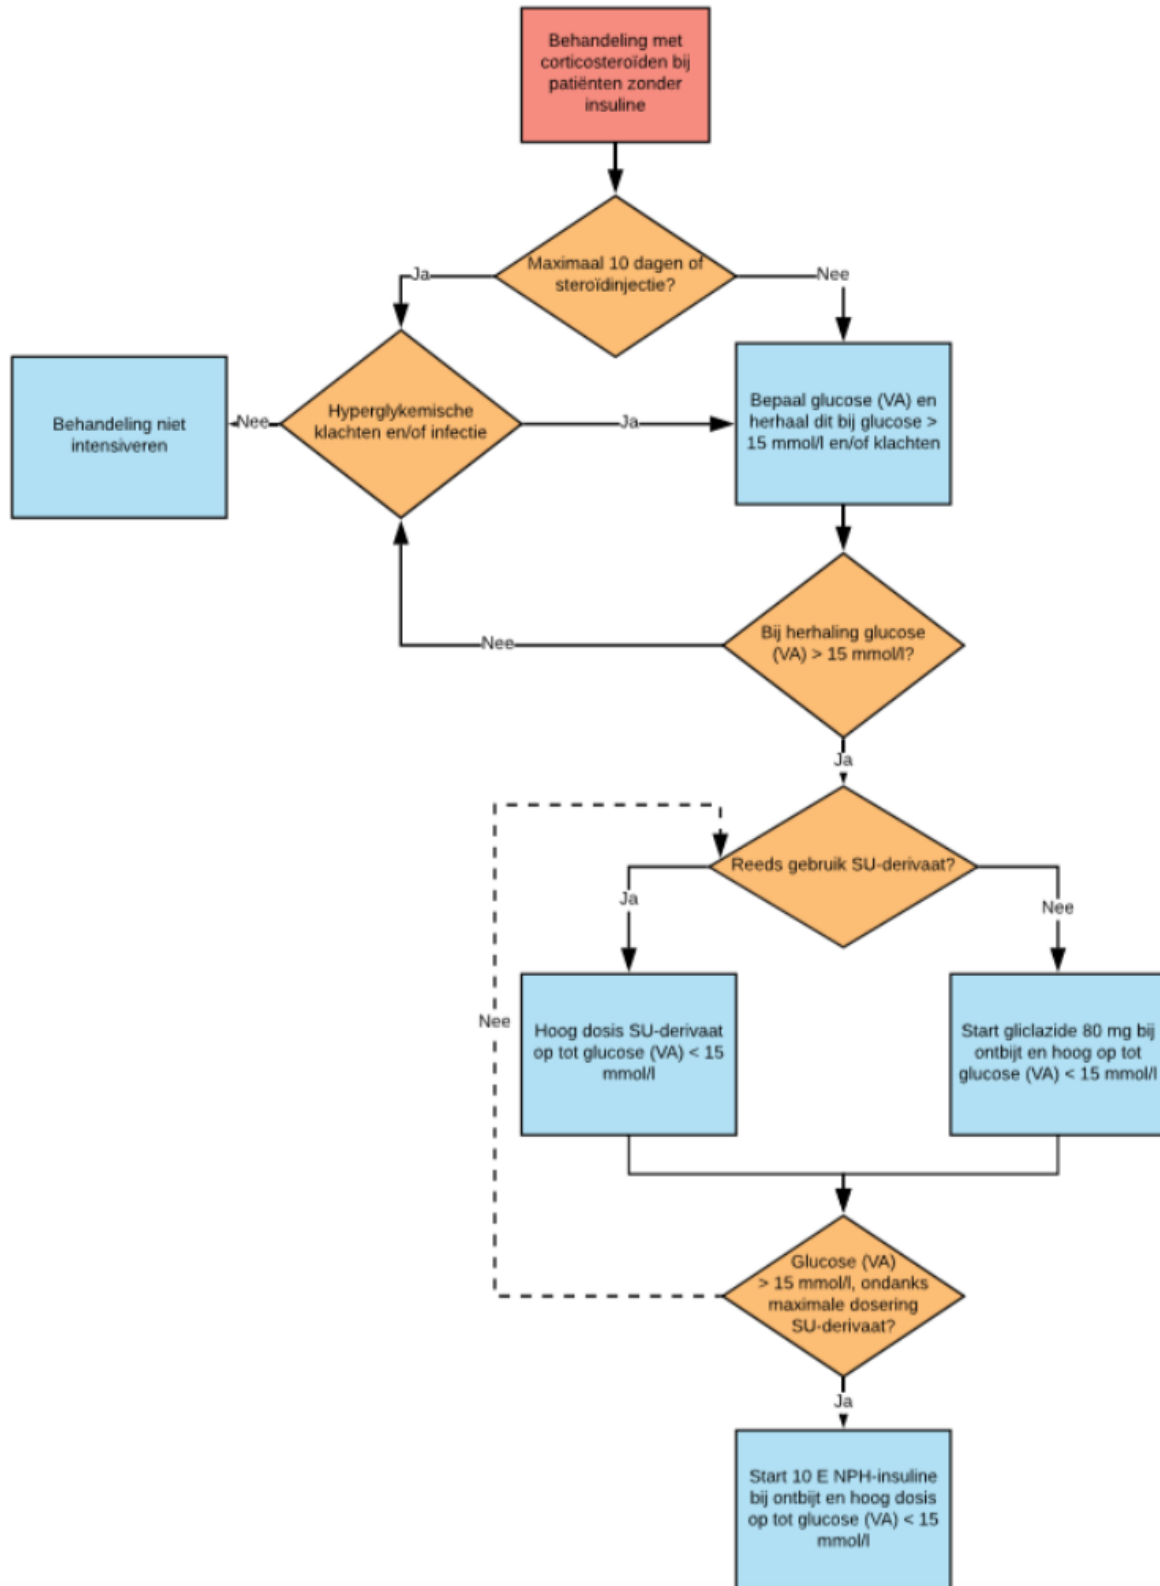 Behandeling met
corticosteroïden bij
patiënten zonder
insuline
Maximaal 10 dagen of
steroïdinjectie?
Ja
Nee
Hyperglykemische
klachten en/of infectie
Nee
Ja
Behandeling niet
intensiveren
Bepaal glucose (VA) en
herhaal dit bij glucose >
15 mmol/l en/of klachten
Bij herhaling glucose
(VA) > 15 mmol/l?
Nee
Ja
Reeds gebruik SU-derivaat?
Ja
Nee
Hoog dosis SU-derivaat
op tot glucose (VA) < 15
mmol/l
Start gliclazide 80 mg bij
ontbijt en hoog op tot
glucose (VA) < 15 mmol/l
Nee
Glucose (VA)
> 15 mmol/l, ondanks
maximale dosering
SU-derivaat?
Ja
Start 10 E NPH-insuline
bij ontbijt en hoog dosis
op tot glucose (VA) < 15
mmol/l